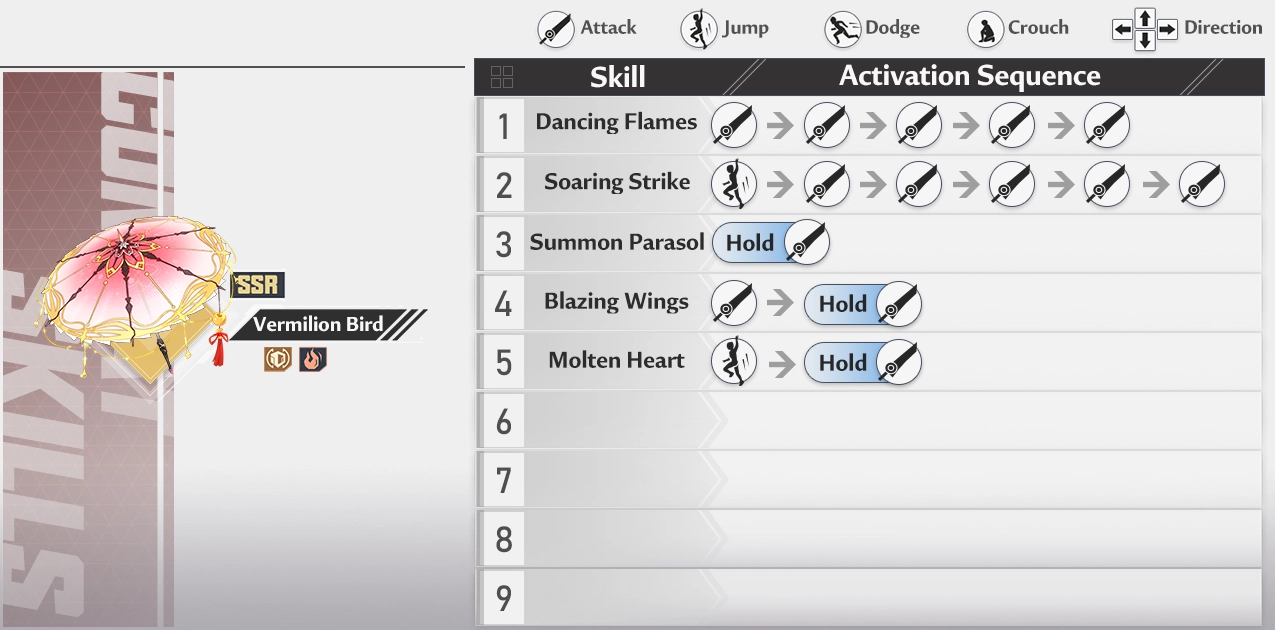 Attack
Jump
Dodge
Crouch
Direction
Skill
Activation Sequence
1
Dancing Flames
2
Soaring Strike
3
Summon Parasol
Hold
4
Blazing Wings
Hold
5
Molten Heart
Hold
6
7
8
9
SSR
Vermilion Bird
SKILLS